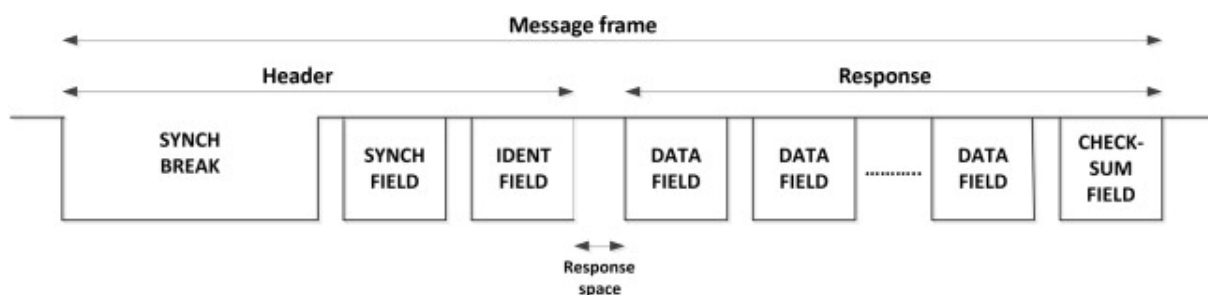 Message frame
Header
Response
SYNCH
BREAK
SYNCH
FIELD
IDENT
FIELD
DATA
FIELD
DATA
FIELD
............
DATA
FIELD
CHECK-
SUM
FIELD
Response
space